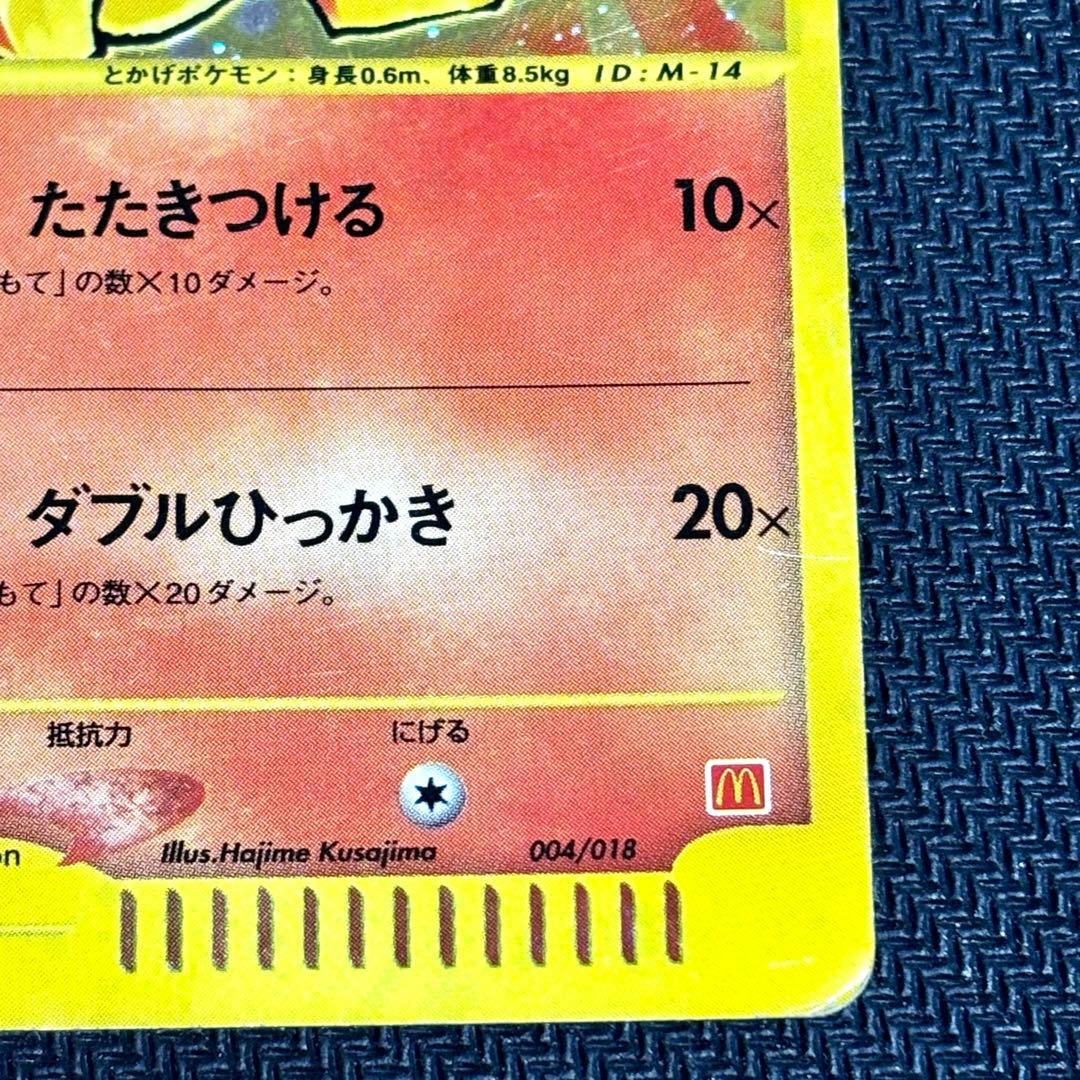 とかげポケモン：身長0.6m、体重8.5kg ID：M-14
たたきつける 10×
もて」の数×10ダメージ。
ダブルひっかき 20×
もて」の数×20ダメージ。
抵抗力 にげる
on Illus.Hajime Kusajima 004/018